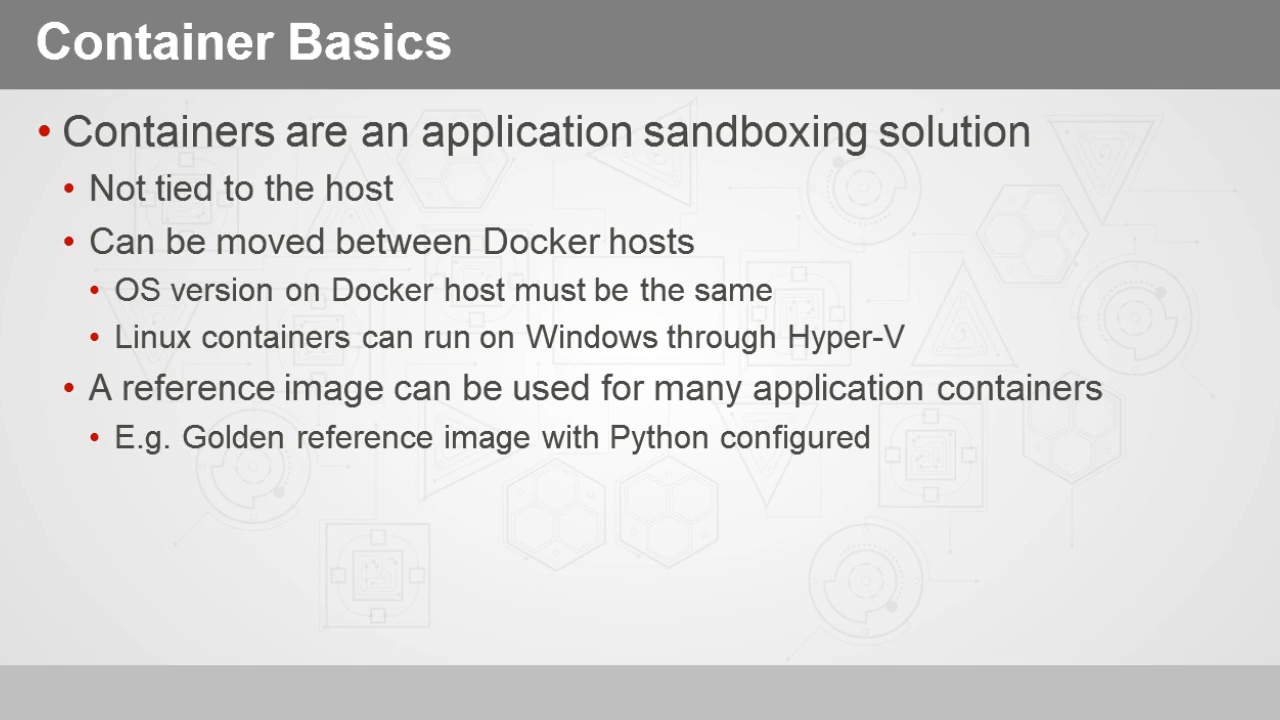 Container Basics
• Containers are an application sandboxing solution
• Not tied to the host
• Can be moved between Docker hosts
• OS version on Docker host must be the same
• Linux containers can run on Windows through Hyper-V
• A reference image can be used for many application containers
• E.g. Golden reference image with Python configured